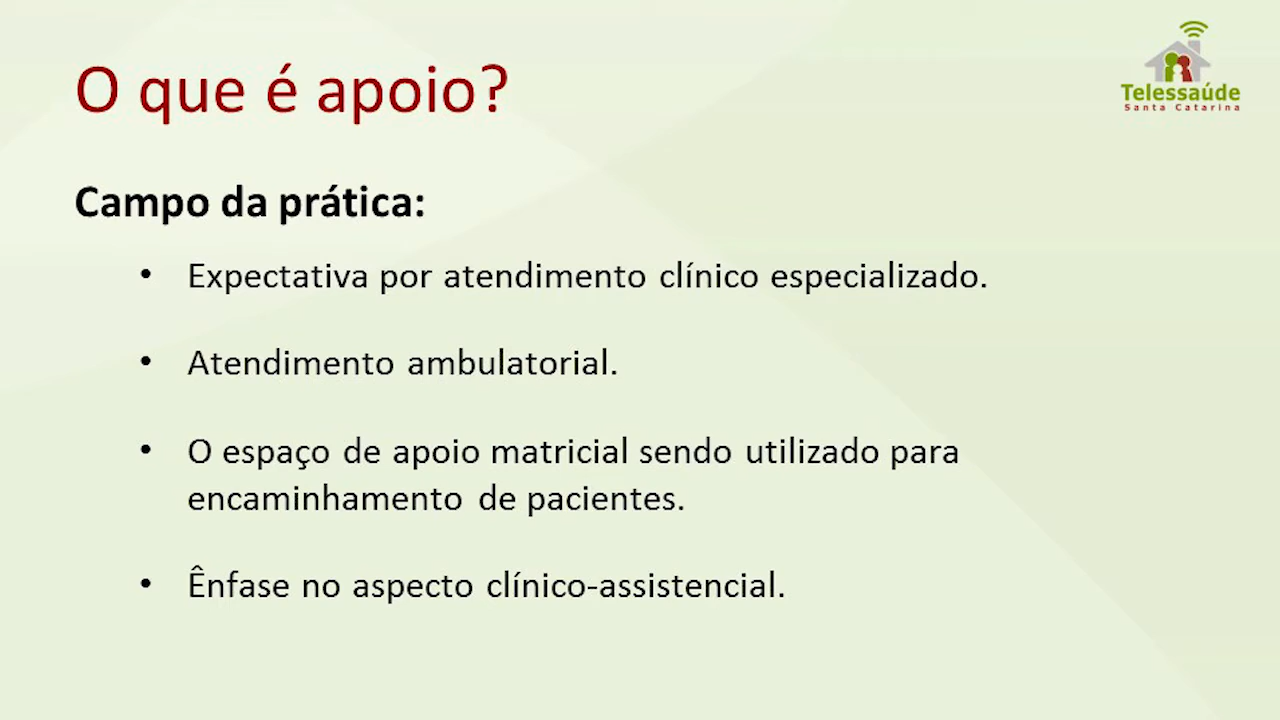 O que é apoio?
Telessaúde
Santa Catarina
Campo da prática:
• Expectativa por atendimento clínico especializado.
• Atendimento ambulatorial.
• O espaço de apoio matricial sendo utilizado para
encaminhamento de pacientes.
• Ênfase no aspecto clínico-assistencial.